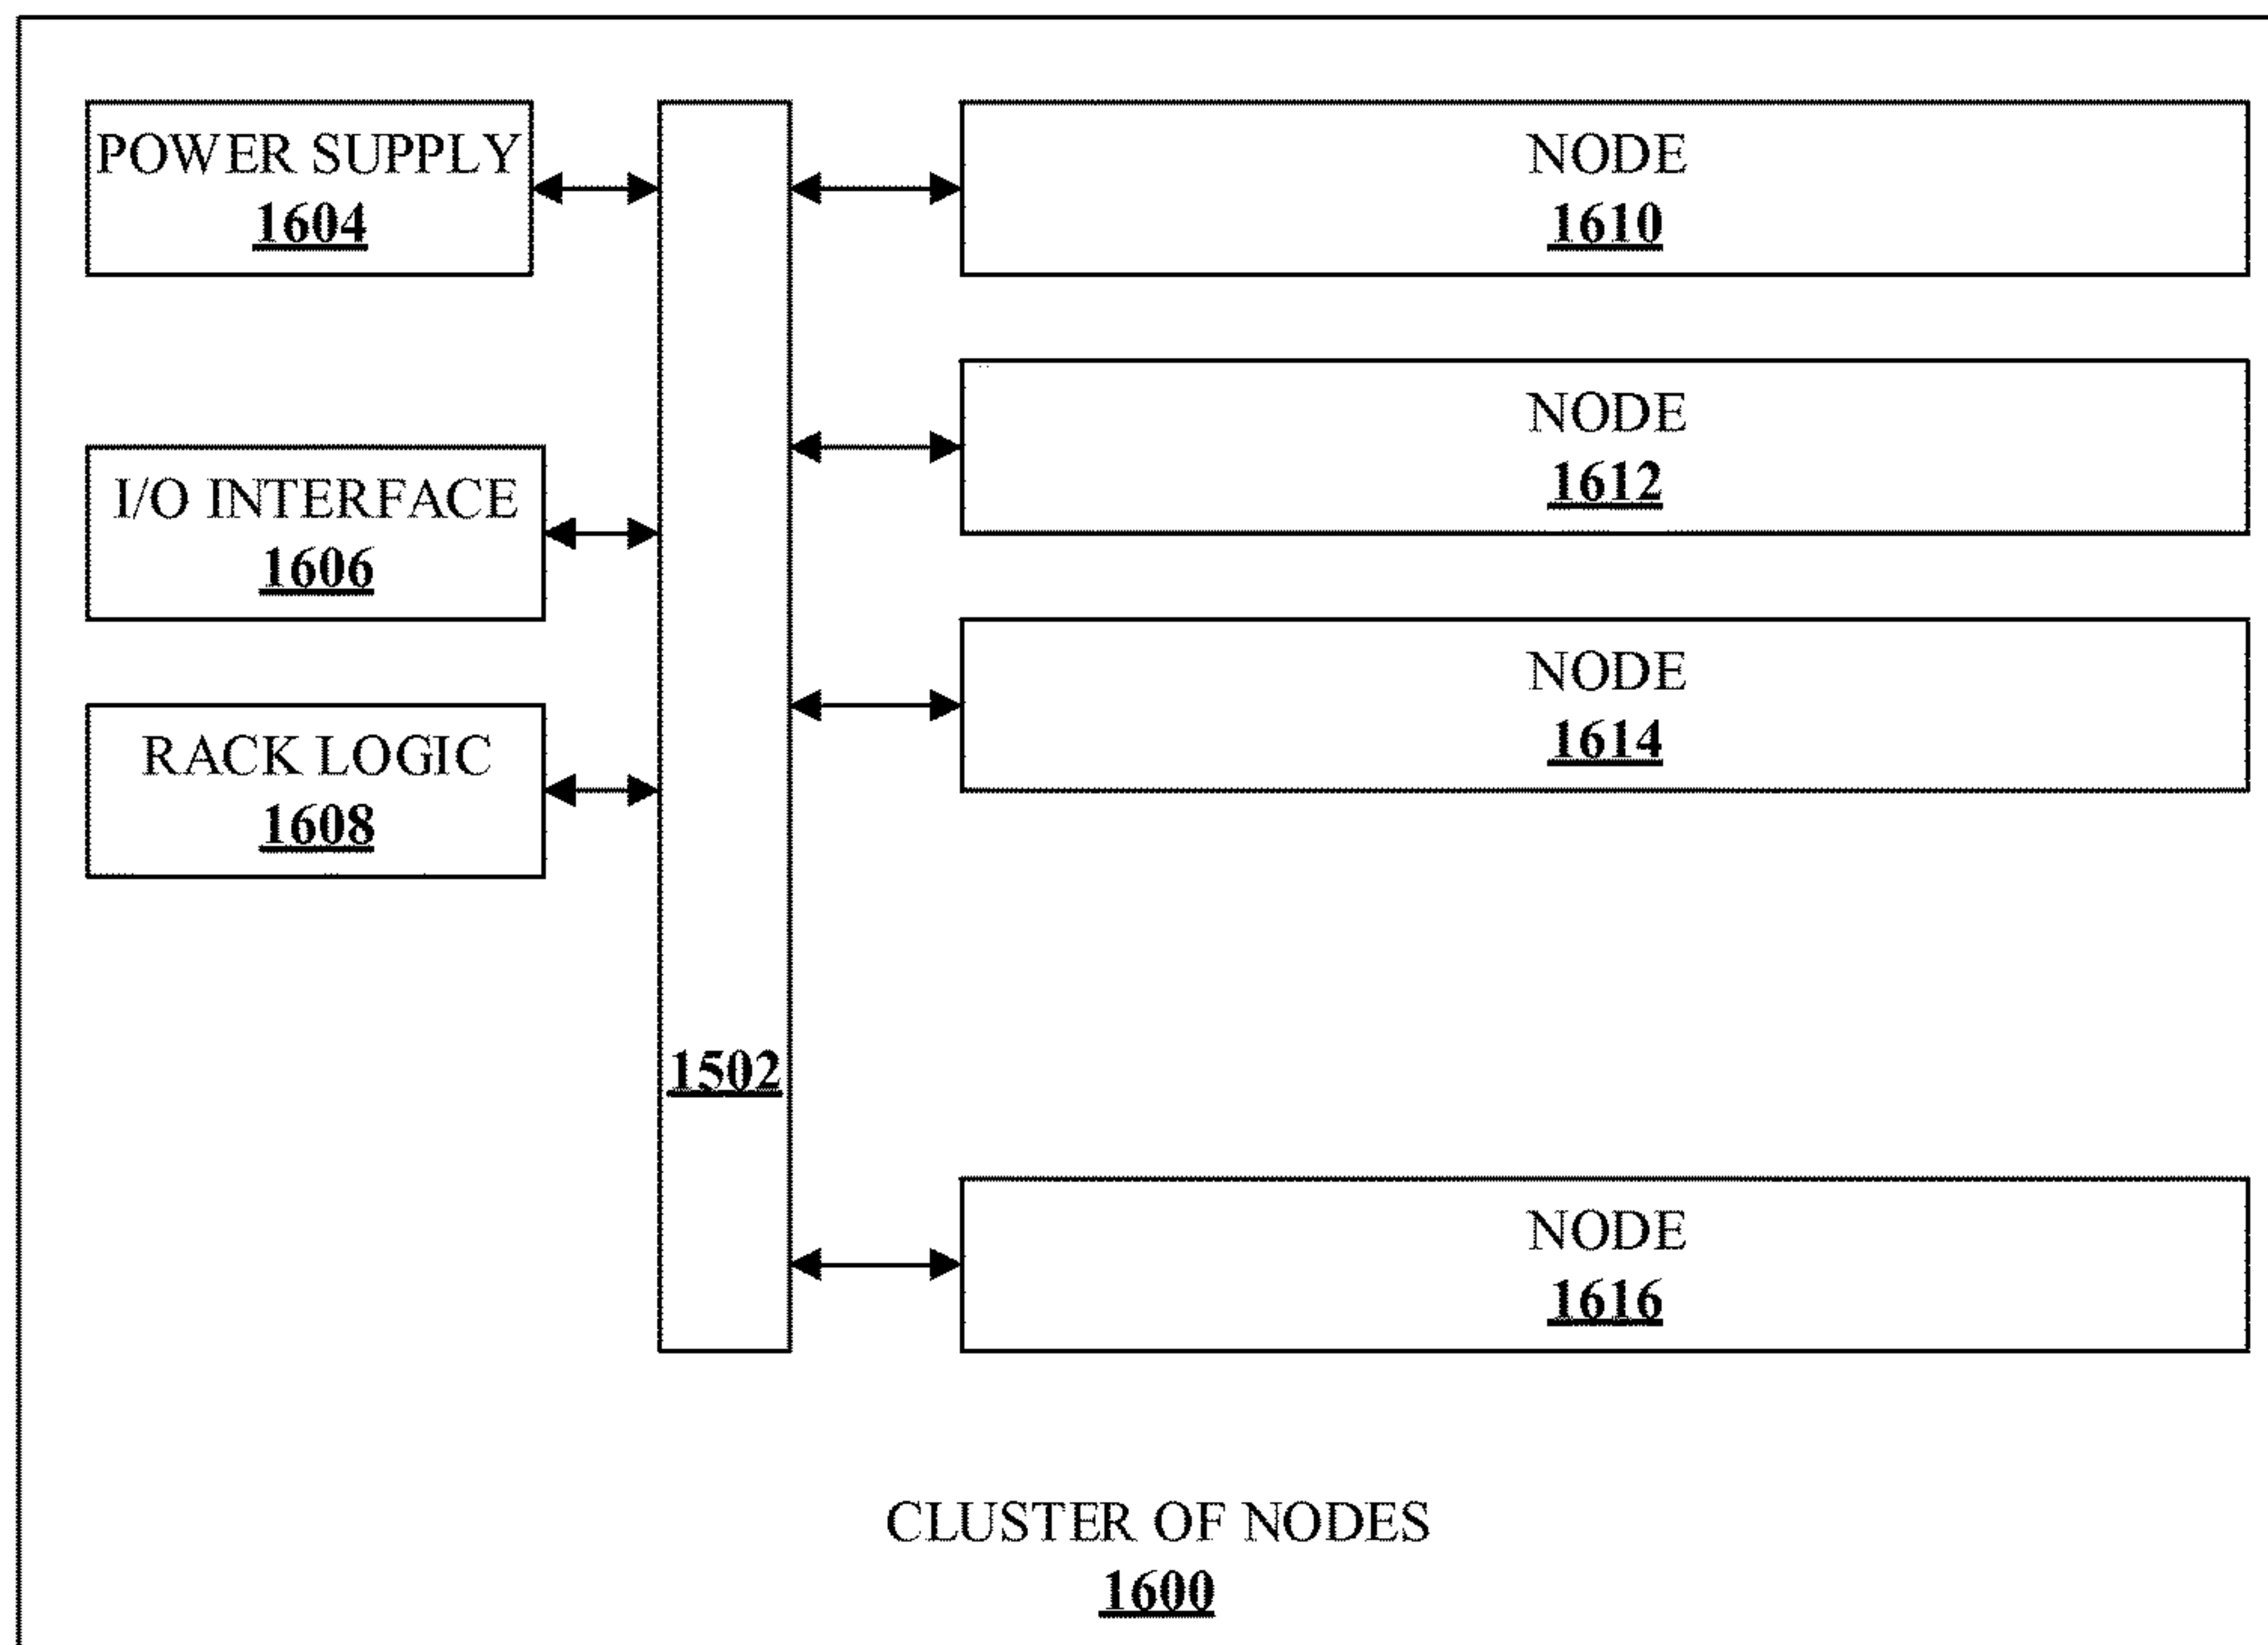 POWER SUPPLY
1604
NODE
1610
NODE
1612
I/O INTERFACE
1606
NODE
1614
RACK LOGIC
1608
1502
NODE
1616
CLUSTER OF NODES
1600